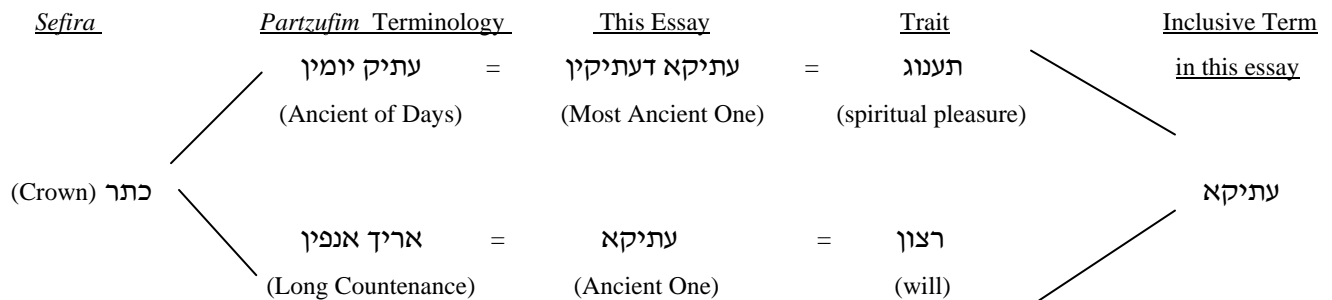 Sefira Partzufim Terminology This Essay Trait Inclusive Term
עתיק יומין = עתיקא דעתיקין = תענוג in this essay
(Ancient of Days) (Most Ancient One) (spiritual pleasure)
(Crown) כתר עתיקא
אריך אנפין = עתיקא = רצון
(Long Countenance) (Ancient One) (will)